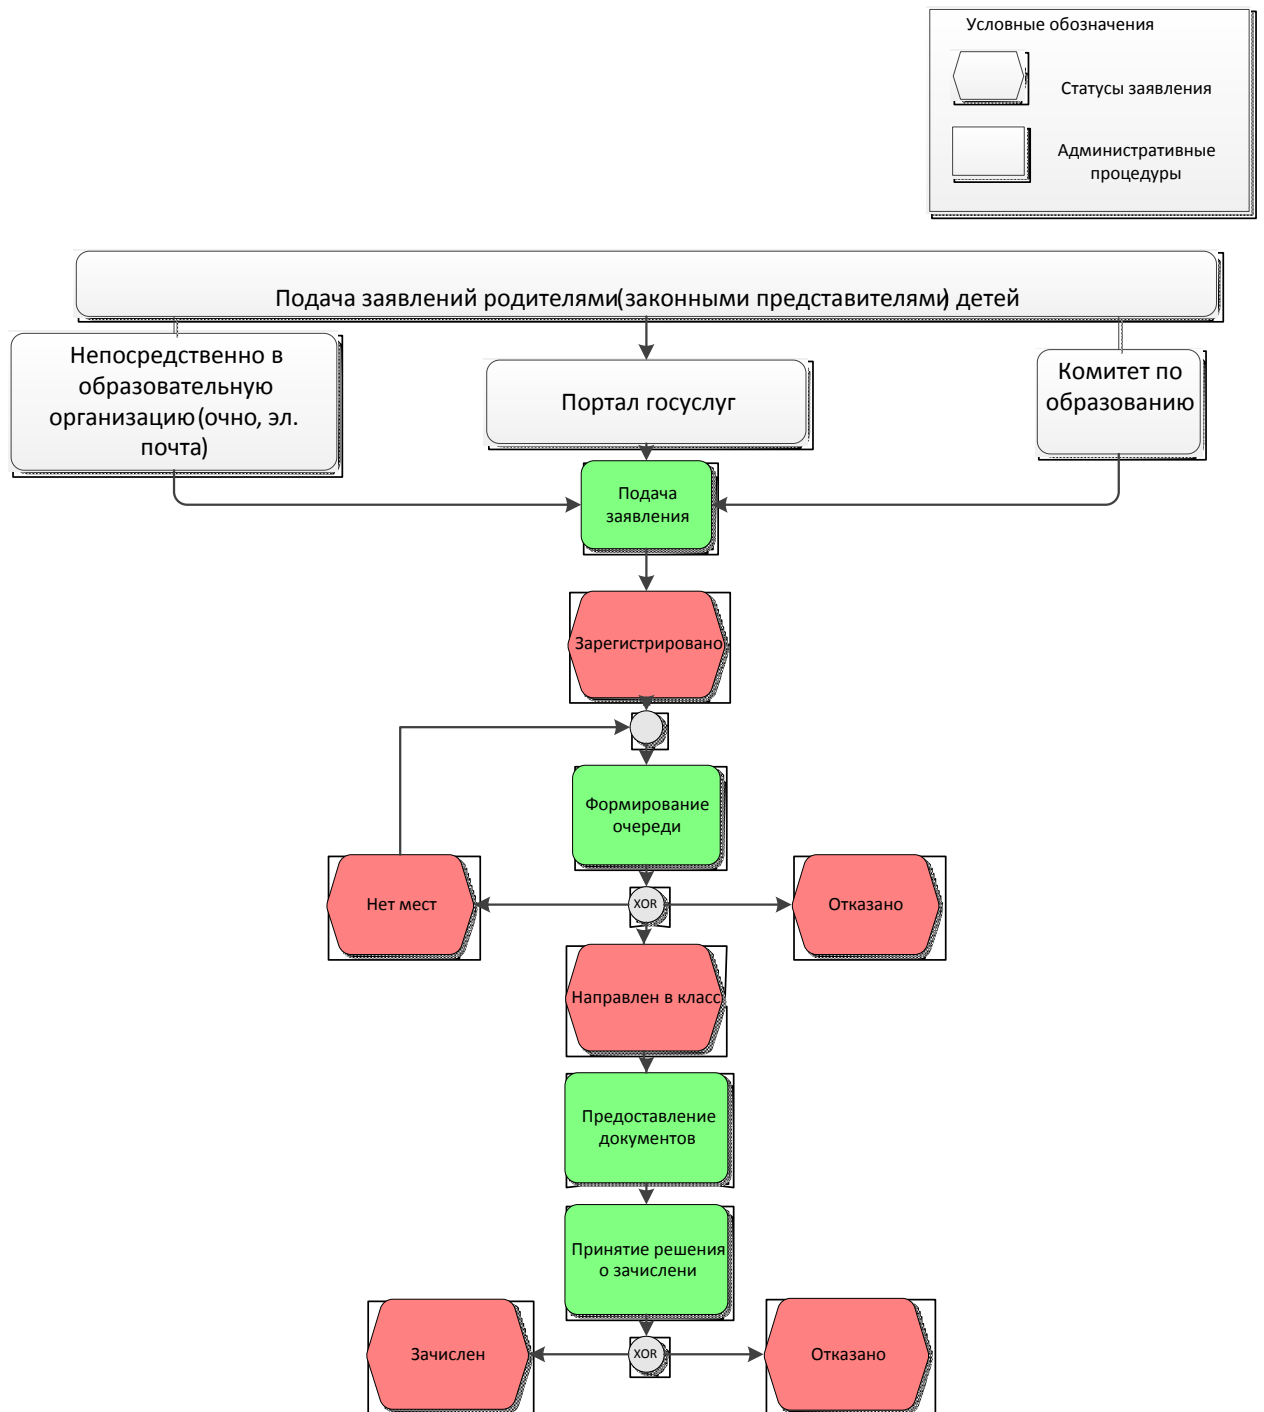 Условные обозначения
Статусы заявления
Административные
процедуры
Подача заявлений родителями(законными представителями) детей
Непосредственно в
образовательную
организацию(очно, эл.
почта)
Портал госуслуг
Комитет по
образованию
Подача
заявления
Зарегистрировано
Формирование
очереди
Нет мест
XOR
Отказано
Направлен в класс
Предоставление
документов
Принятие решения
о зачислени
Зачислен
XOR
Отказано